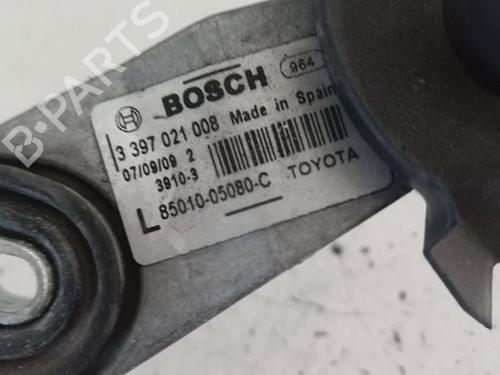 BOSCH 964
3 397 021 008 Made in Spain
07/09/09 2
3910-3
L 85010-05080-C TOYOTA
B-PARTS